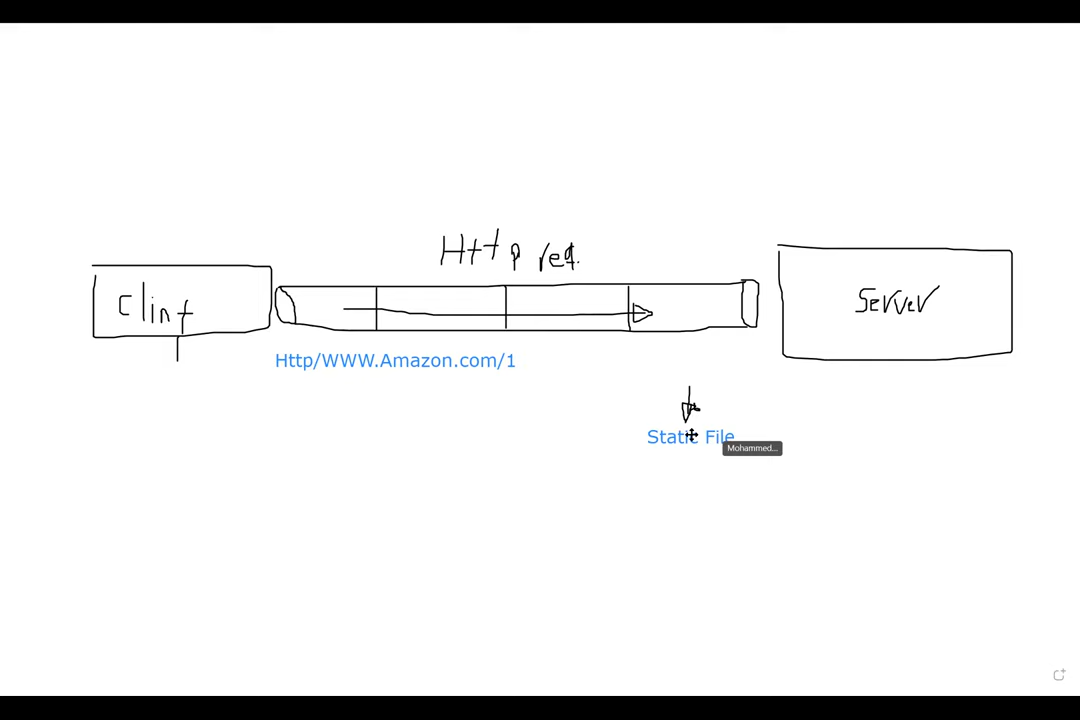 Http req.
Clint
Server
Http/WWW.Amazon.com/1
Static File
Mohammed...